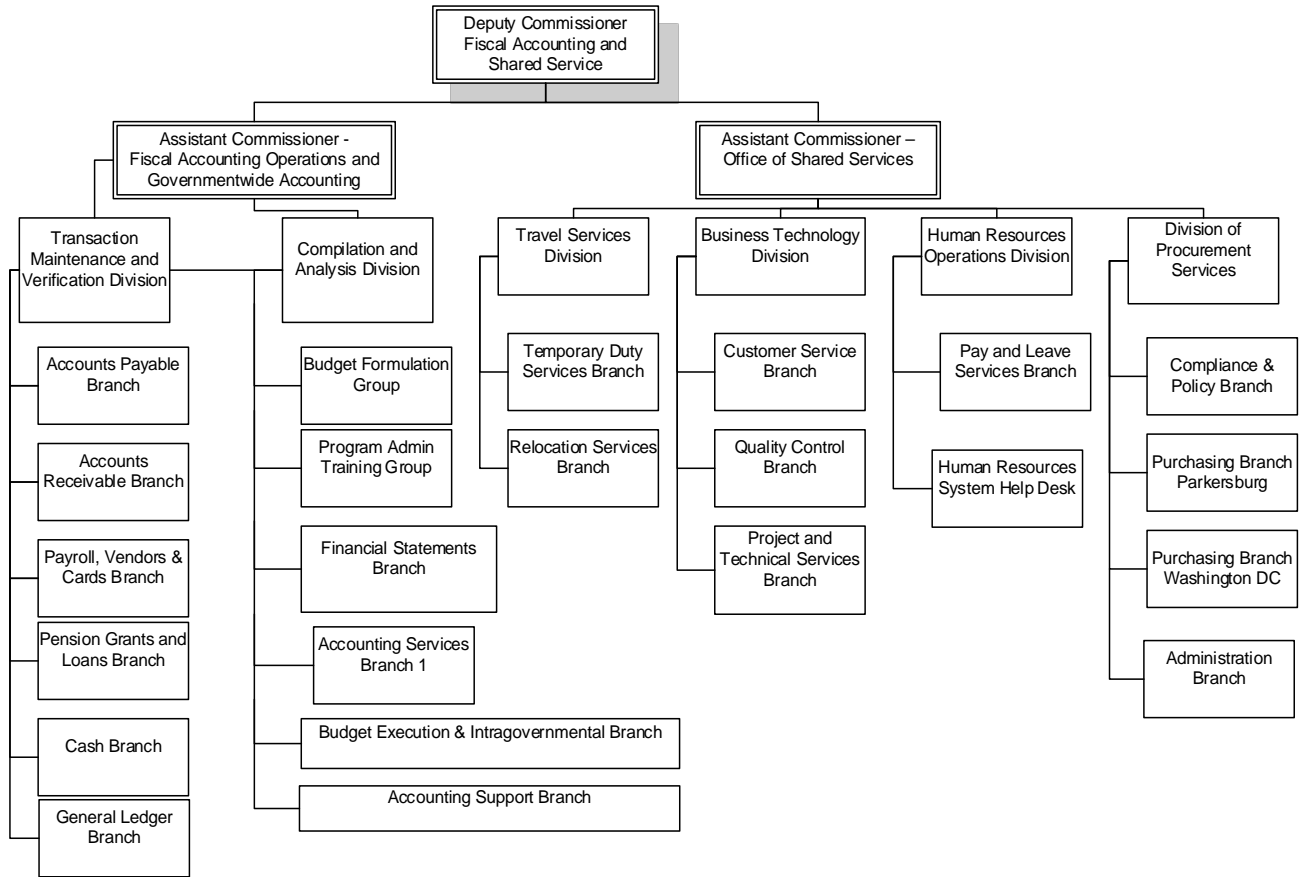 Deputy Commissioner
Fiscal Accounting and
Shared Service
Assistant Commissioner -
Fiscal Accounting Operations and
Governmentwide Accounting
Assistant Commissioner –
Office of Shared Services
Transaction
Maintenance and
Verification Division
Compilation and
Analysis Division
Travel Services
Division
Business Technology
Division
Human Resources
Operations Division
Division of
Procurement
Services
Accounts Payable
Branch
Accounts
Receivable Branch
Payroll, Vendors &
Cards Branch
Pension Grants and
Loans Branch
Cash Branch
General Ledger
Branch
Budget Formulation
Group
Program Admin
Training Group
Financial Statements
Branch
Accounting Services
Branch 1
Budget Execution & Intragovernmental Branch
Accounting Support Branch
Temporary Duty
Services Branch
Relocation Services
Branch
Customer Service
Branch
Quality Control
Branch
Project and
Technical Services
Branch
Pay and Leave
Services Branch
Human Resources
System Help Desk
Compliance &
Policy Branch
Purchasing Branch
Parkersburg
Purchasing Branch
Washington DC
Administration
Branch